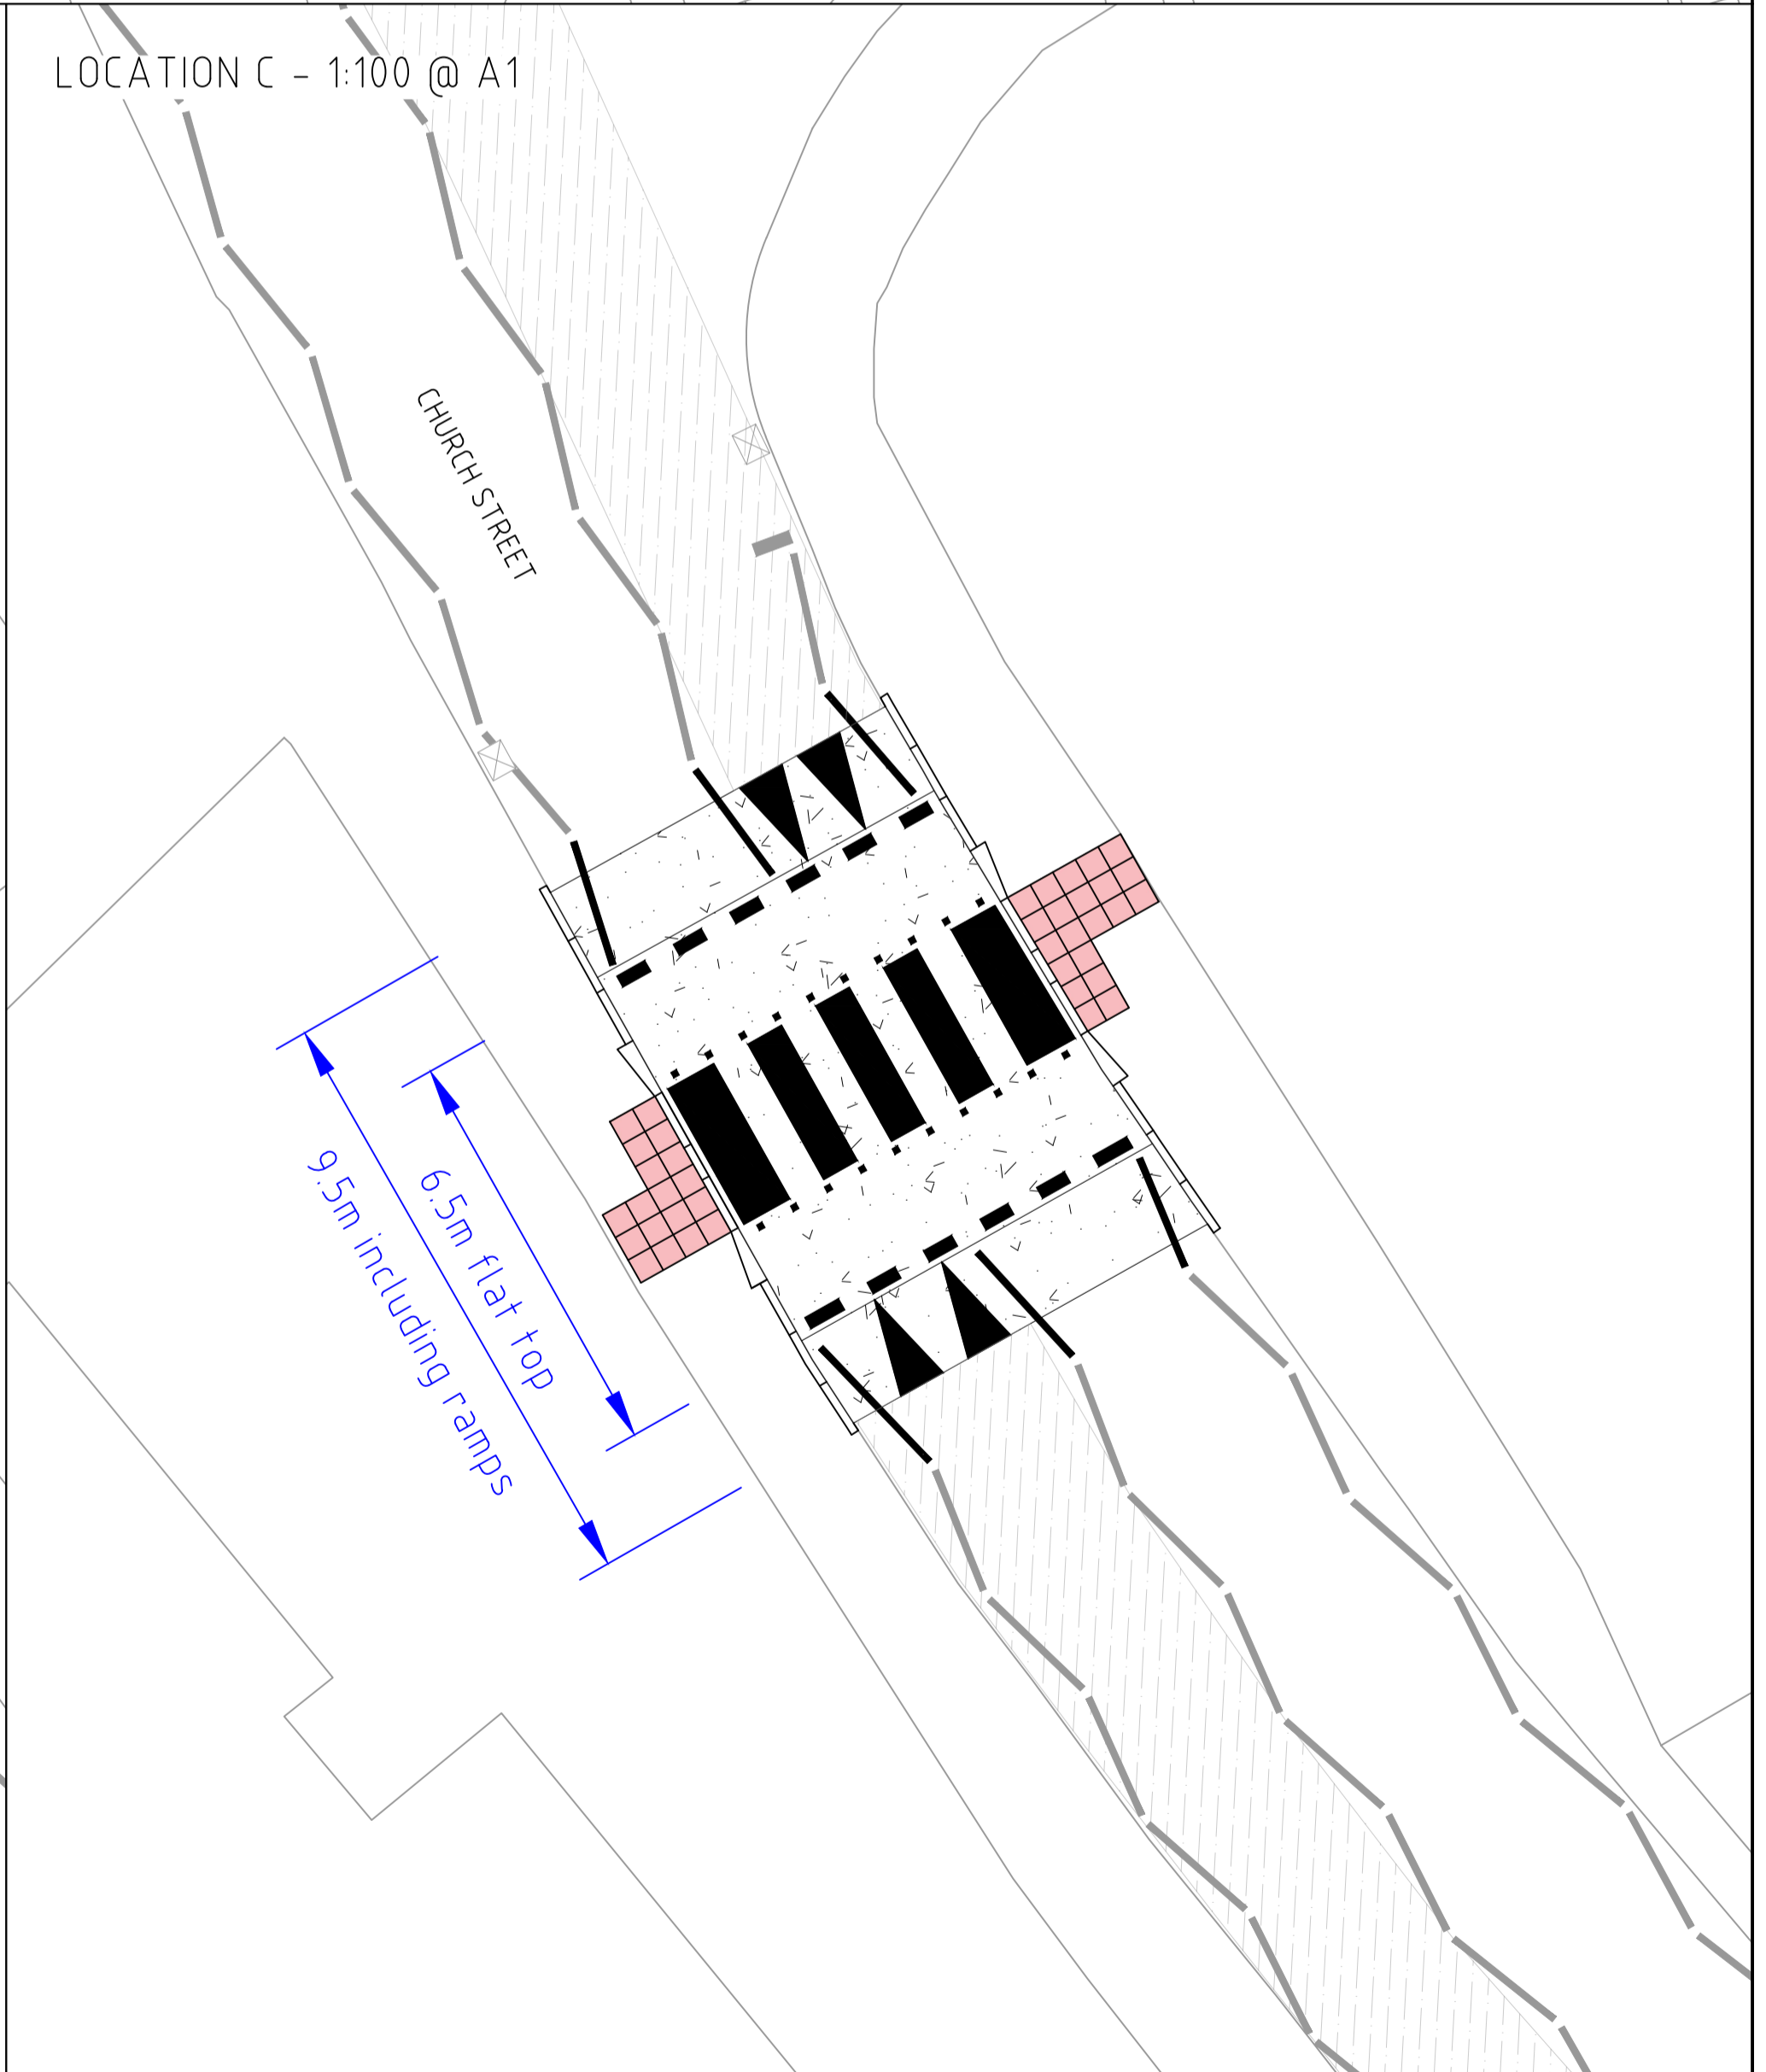 LOCATION C - 1:100 @ A1
CHURCH STREET
6.5m flat top
9.5m including ramps